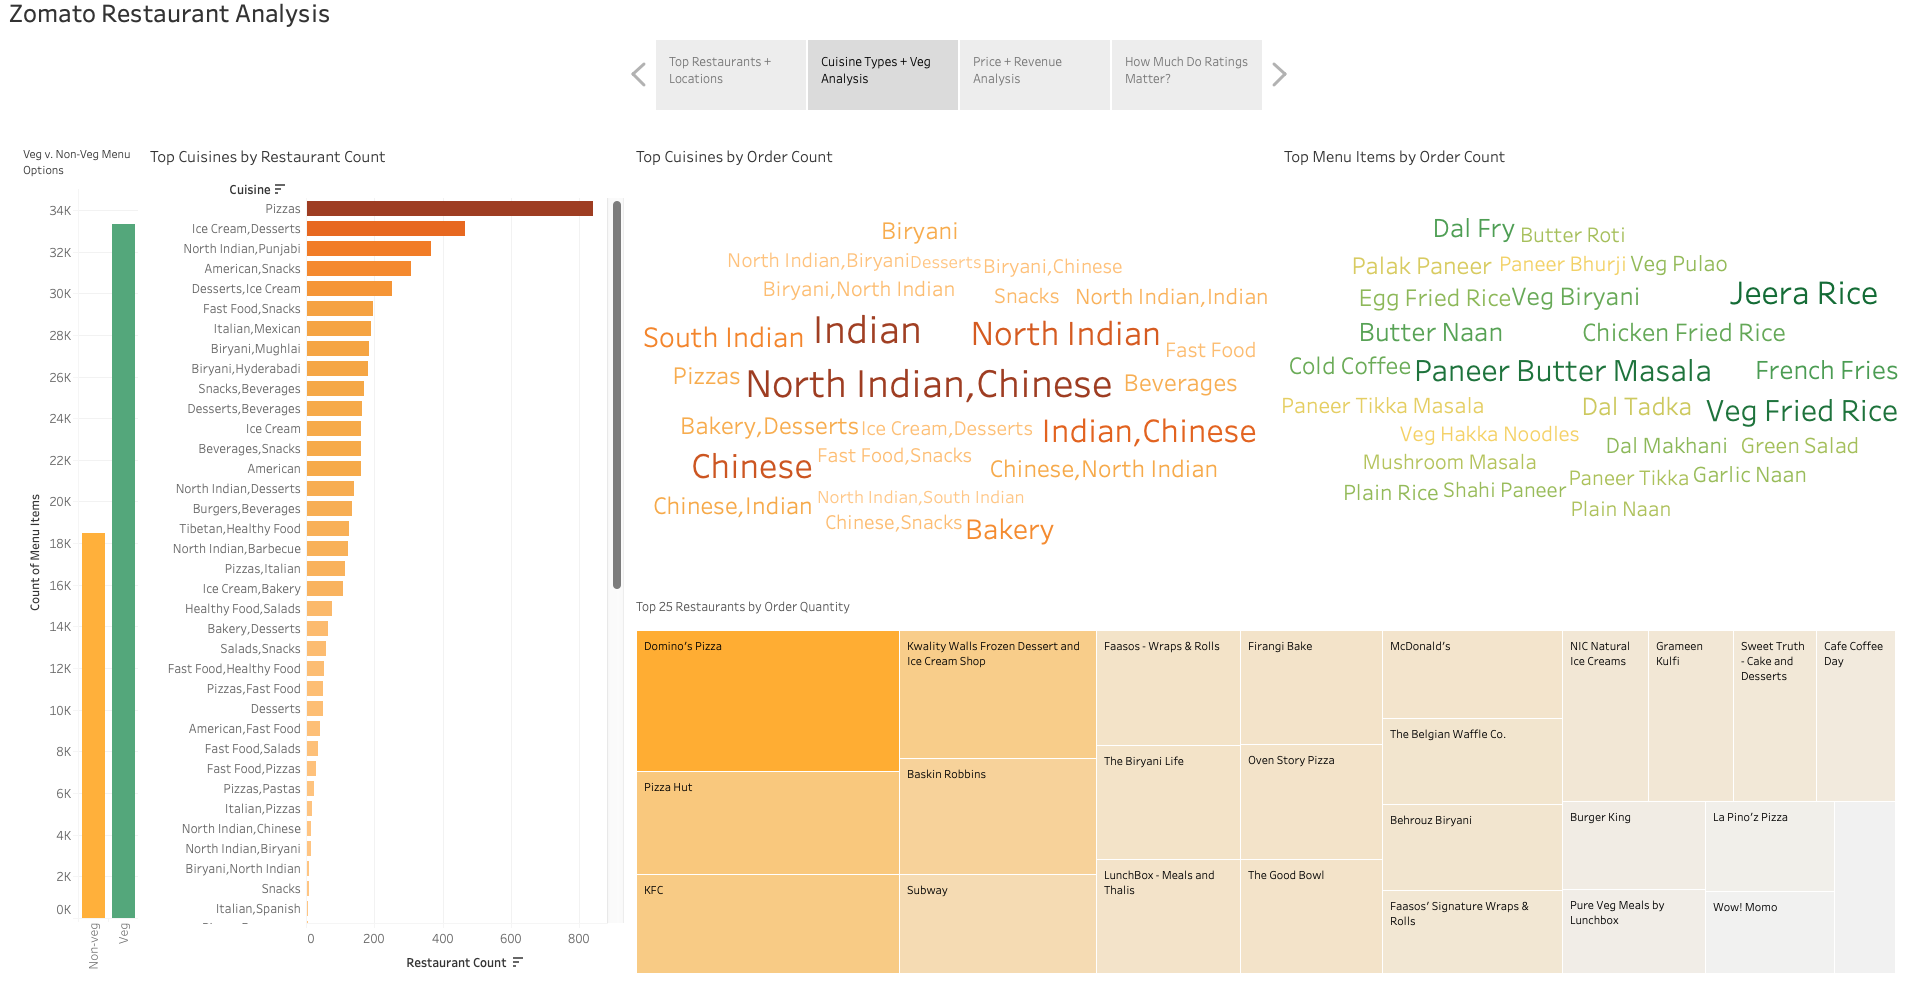 Zomato Restaurant Analysis
Top Restaurants +
Locations
Cuisine Types + Veg
Analysis
Price + Revenue
Analysis
How Much Do Ratings
Matter?
Veg v. Non-Veg Menu
Options
Count of Menu Items
34K
32K
30K
28K
26K
24K
22K
20K
18K
16K
14K
12K
10K
8K
6K
4K
2K
0K
Non-veg
Veg
Top Cuisines by Restaurant Count
Cuisine
Pizzas
Ice Cream,Desserts
North Indian,Punjabi
American,Snacks
Desserts,Ice Cream
Fast Food,Snacks
Italian,Mexican
Biryani,Mughlai
Biryani,Hyderabadi
Snacks,Beverages
Desserts,Beverages
Ice Cream
Beverages,Snacks
American
North Indian,Desserts
Burgers,Beverages
Tibetan,Healthy Food
North Indian,Barbecue
Pizzas,Italian
Ice Cream,Bakery
Healthy Food,Salads
Bakery,Desserts
Salads,Snacks
Fast Food,Healthy Food
Pizzas,Fast Food
Desserts
American,Fast Food
Fast Food,Salads
Fast Food,Pizzas
Pizzas,Pastas
Italian,Pizzas
North Indian,Chinese
North Indian,Biryani
Biryani,North Indian
Snacks
Italian,Spanish
0 200 400 600 800
Restaurant Count
Top Cuisines by Order Count
Biryani
North Indian,Biryani Desserts Biryani,Chinese
Biryani,North Indian Snacks North Indian,Indian
South Indian Indian North Indian Fast Food
Pizzas North Indian,Chinese Beverages
Bakery,Desserts Ice Cream,Desserts Indian,Chinese
Chinese Fast Food,Snacks Chinese,North Indian
Chinese,Indian North Indian,South Indian
Chinese,Snacks Bakery
Top Menu Items by Order Count
Dal Fry Butter Roti
Palak Paneer Paneer Bhurji Veg Pulao
Egg Fried Rice Veg Biryani Jeera Rice
Butter Naan Chicken Fried Rice
Cold Coffee Paneer Butter Masala French Fries
Paneer Tikka Masala Dal Tadka Veg Fried Rice
Veg Hakka Noodles Dal Makhani Green Salad
Mushroom Masala Paneer Tikka Garlic Naan
Plain Rice Shahi Paneer
Plain Naan
Top 25 Restaurants by Order Quantity
Domino's Pizza
Pizza Hut
KFC
Kwality Walls Frozen Dessert and
Ice Cream Shop
Baskin Robbins
Subway
Faasos - Wraps & Rolls
The Biryani Life
LunchBox - Meals and
Thalis
Firangi Bake
Oven Story Pizza
The Good Bowl
McDonald's
The Belgian Waffle Co.
Behrouz Biryani
Faasos' Signature Wraps &
Rolls
NIC Natural
Ice Creams
Grameen
Kulfi
Sweet Truth
- Cake and
Desserts
Cafe Coffee
Day
Burger King
Pure Veg Meals by
Lunchbox
La Pino'z Pizza
Wow! Momo